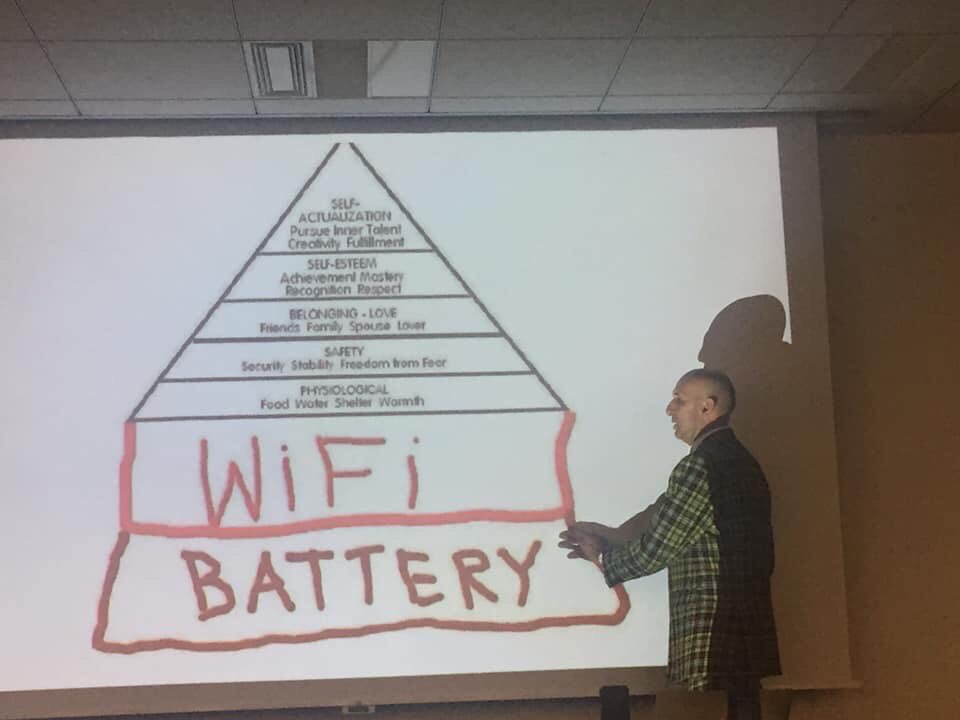 SELF-
ACTUALIZATION
Pursue Inner Talent
Creativity Fulfillment
SELF-ESTEEM
Achievement Mastery
Recognition Respect
BELONGING - LOVE
Friends Family Spouse Lover
SAFETY
Security Stability Freedom from Fear
PHYSIOLOGICAL
Food Water Shelter Warmth
WiFi
BATTERY